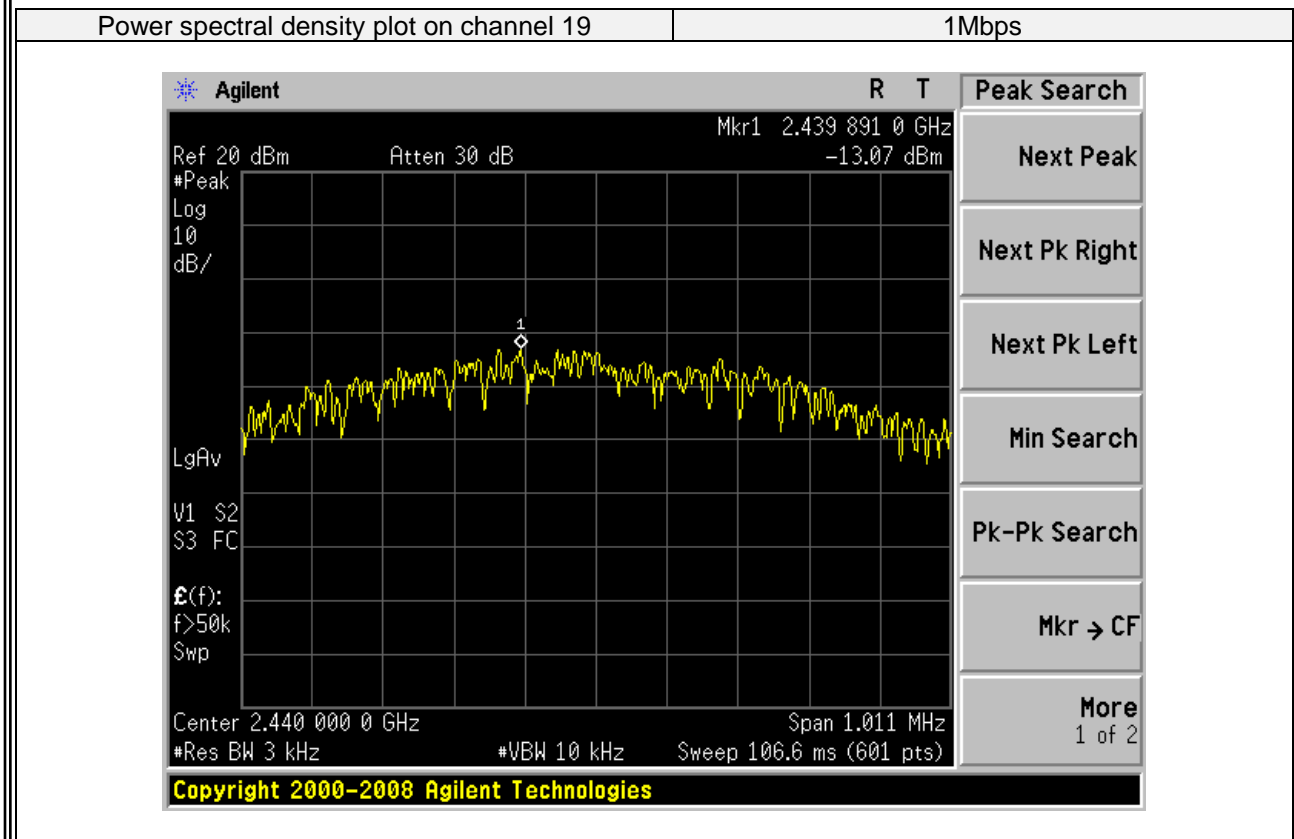 Power spectral density plot on channel 19 1Mbps
Agilent R T Peak Search
Mkr1 2.439 891 0 GHz
Ref 20 dBm Atten 30 dB -13.07 dBm
#Peak
Log
10
dB/
1
LgAv
V1 S2
S3 FC
£(f):
f>50k
Swp
Center 2.440 000 0 GHz Span 1.011 MHz
#Res BW 3 kHz #VBW 10 kHz Sweep 106.6 ms (601 pts)
Copyright 2000-2008 Agilent Technologies
Next Peak
Next Pk Right
Next Pk Left
Min Search
Pk-Pk Search
Mkr → CF
More
1 of 2